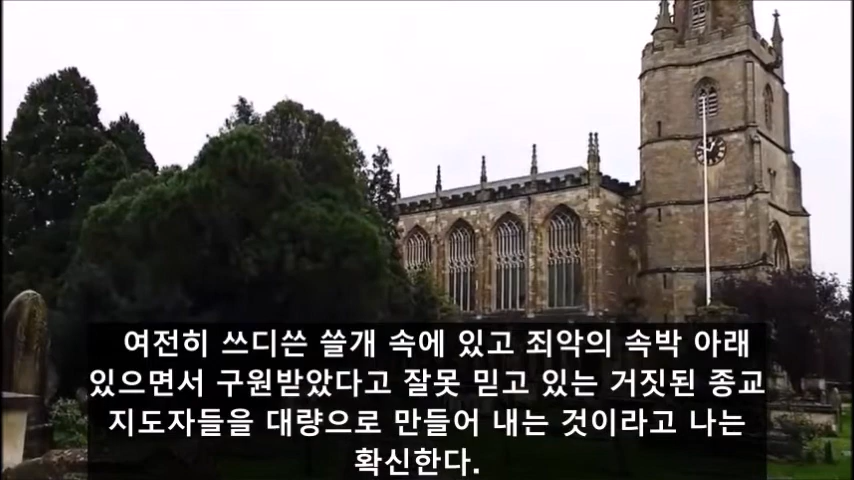 여전히 쓰디쓴 쓸개 속에 있고 죄악의 속박 아래
있으면서 구원받았다고 잘못 믿고 있는 거짓된 종교
지도자들을 대량으로 만들어 내는 것이라고 나는
확신한다.